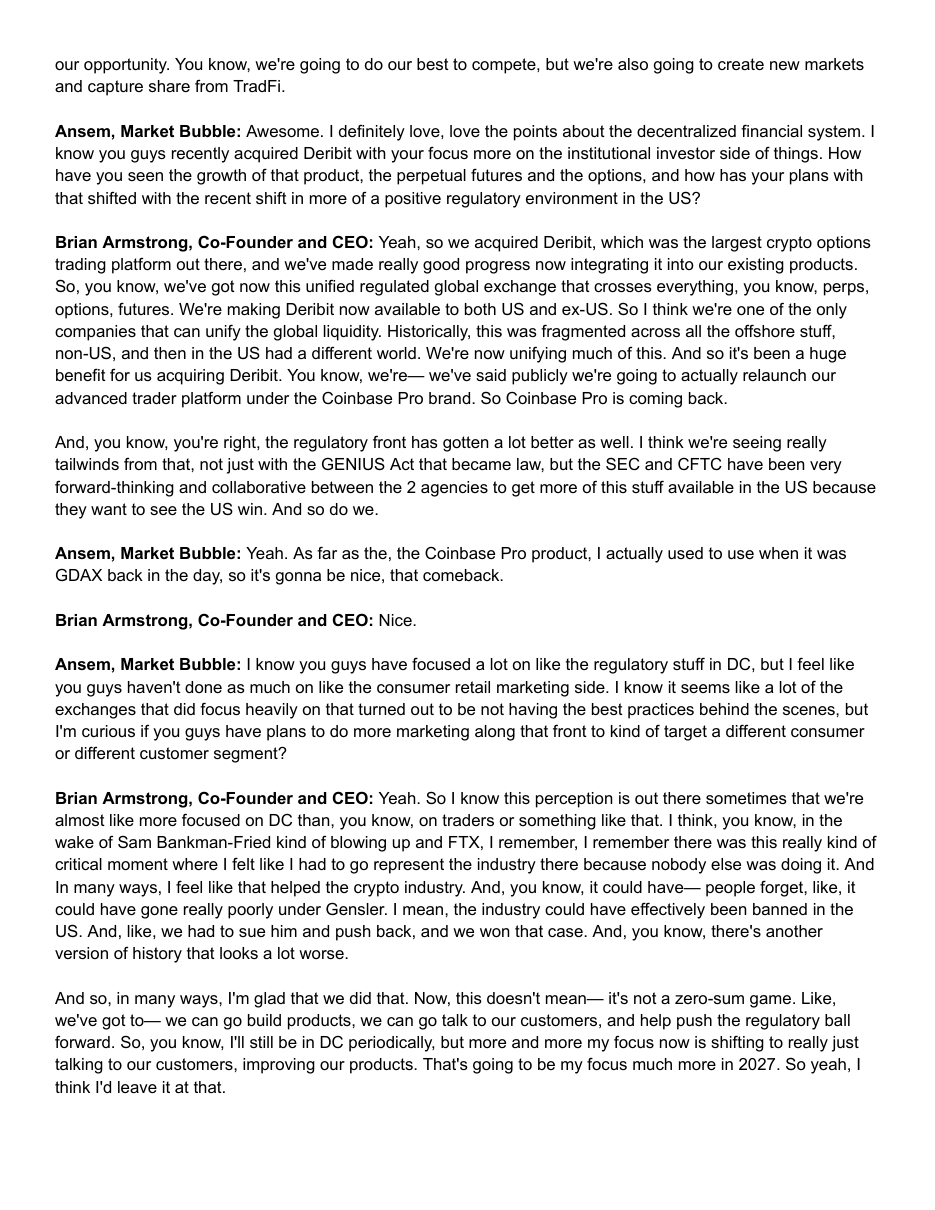 our opportunity. You know, we're going to do our best to compete, but we're also going to create new markets
and capture share from TradFi.
Ansem, Market Bubble: Awesome. I definitely love, love the points about the decentralized financial system. I
know you guys recently acquired Deribit with your focus more on the institutional investor side of things. How
have you seen the growth of that product, the perpetual futures and the options, and how has your plans with
that shifted with the recent shift in more of a positive regulatory environment in the US?
Brian Armstrong, Co-Founder and CEO: Yeah, so we acquired Deribit, which was the largest crypto options
trading platform out there, and we've made really good progress now integrating it into our existing products.
So, you know, we've got now this unified regulated global exchange that crosses everything, you know, perps,
options, futures. We're making Deribit now available to both US and ex-US. So I think we're one of the only
companies that can unify the global liquidity. Historically, this was fragmented across all the offshore stuff,
non-US, and then in the US had a different world. We're now unifying much of this. And so it's been a huge
benefit for us acquiring Deribit. You know, we're— we've said publicly we're going to actually relaunch our
advanced trader platform under the Coinbase Pro brand. So Coinbase Pro is coming back.
And, you know, you're right, the regulatory front has gotten a lot better as well. I think we're seeing really
tailwinds from that, not just with the GENIUS Act that became law, but the SEC and CFTC have been very
forward-thinking and collaborative between the 2 agencies to get more of this stuff available in the US because
they want to see the US win. And so do we.
Ansem, Market Bubble: Yeah. As far as the, the Coinbase Pro product, I actually used to use when it was
GDAX back in the day, so it's gonna be nice, that comeback.
Brian Armstrong, Co-Founder and CEO: Nice.
Ansem, Market Bubble: I know you guys have focused a lot on like the regulatory stuff in DC, but I feel like
you guys haven't done as much on like the consumer retail marketing side. I know it seems like a lot of the
exchanges that did focus heavily on that turned out to be not having the best practices behind the scenes, but
I'm curious if you guys have plans to do more marketing along that front to kind of target a different consumer
or different customer segment?
Brian Armstrong, Co-Founder and CEO: Yeah. So I know this perception is out there sometimes that we're
almost like more focused on DC than, you know, on traders or something like that. I think, you know, in the
wake of Sam Bankman-Fried kind of blowing up and FTX, I remember, I remember there was this really kind of
critical moment where I felt like I had to go represent the industry there because nobody else was doing it. And
In many ways, I feel like that helped the crypto industry. And, you know, it could have— people forget, like, it
could have gone really poorly under Gensler. I mean, the industry could have effectively been banned in the
US. And, like, we had to sue him and push back, and we won that case. And, you know, there's another
version of history that looks a lot worse.
And so, in many ways, I'm glad that we did that. Now, this doesn't mean— it's not a zero-sum game. Like,
we've got to— we can go build products, we can go talk to our customers, and help push the regulatory ball
forward. So, you know, I'll still be in DC periodically, but more and more my focus now is shifting to really just
talking to our customers, improving our products. That's going to be my focus much more in 2027. So yeah, I
think I'd leave it at that.